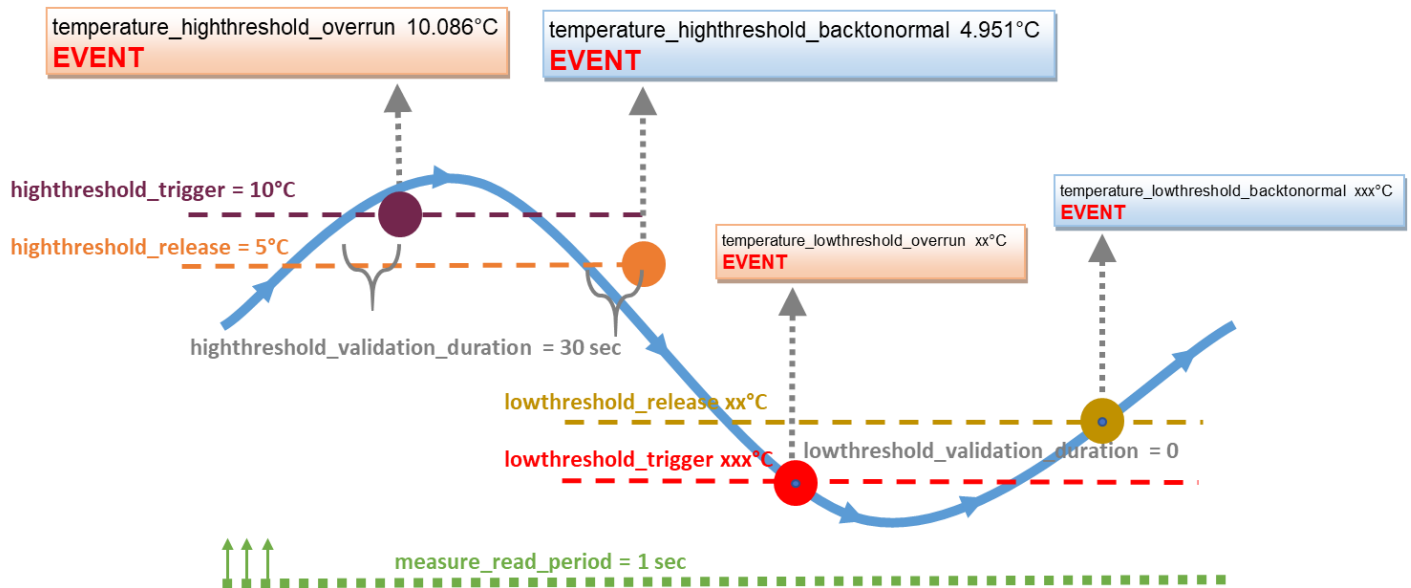 temperature_highthreshold_overrun 10.086°C
EVENT
temperature_highthreshold_backtonormal 4.951°C
EVENT
highthreshold_trigger = 10°C
temperature_lowthreshold_backtonormal xxx°C
EVENT
highthreshold_release = 5°C
temperature_lowthreshold_overrun xx°C
EVENT
highthreshold_validation_duration = 30 sec
lowthreshold_release xx°C
lowthreshold_validation_duration = 0
lowthreshold_trigger xxx°C
measure_read_period = 1 sec